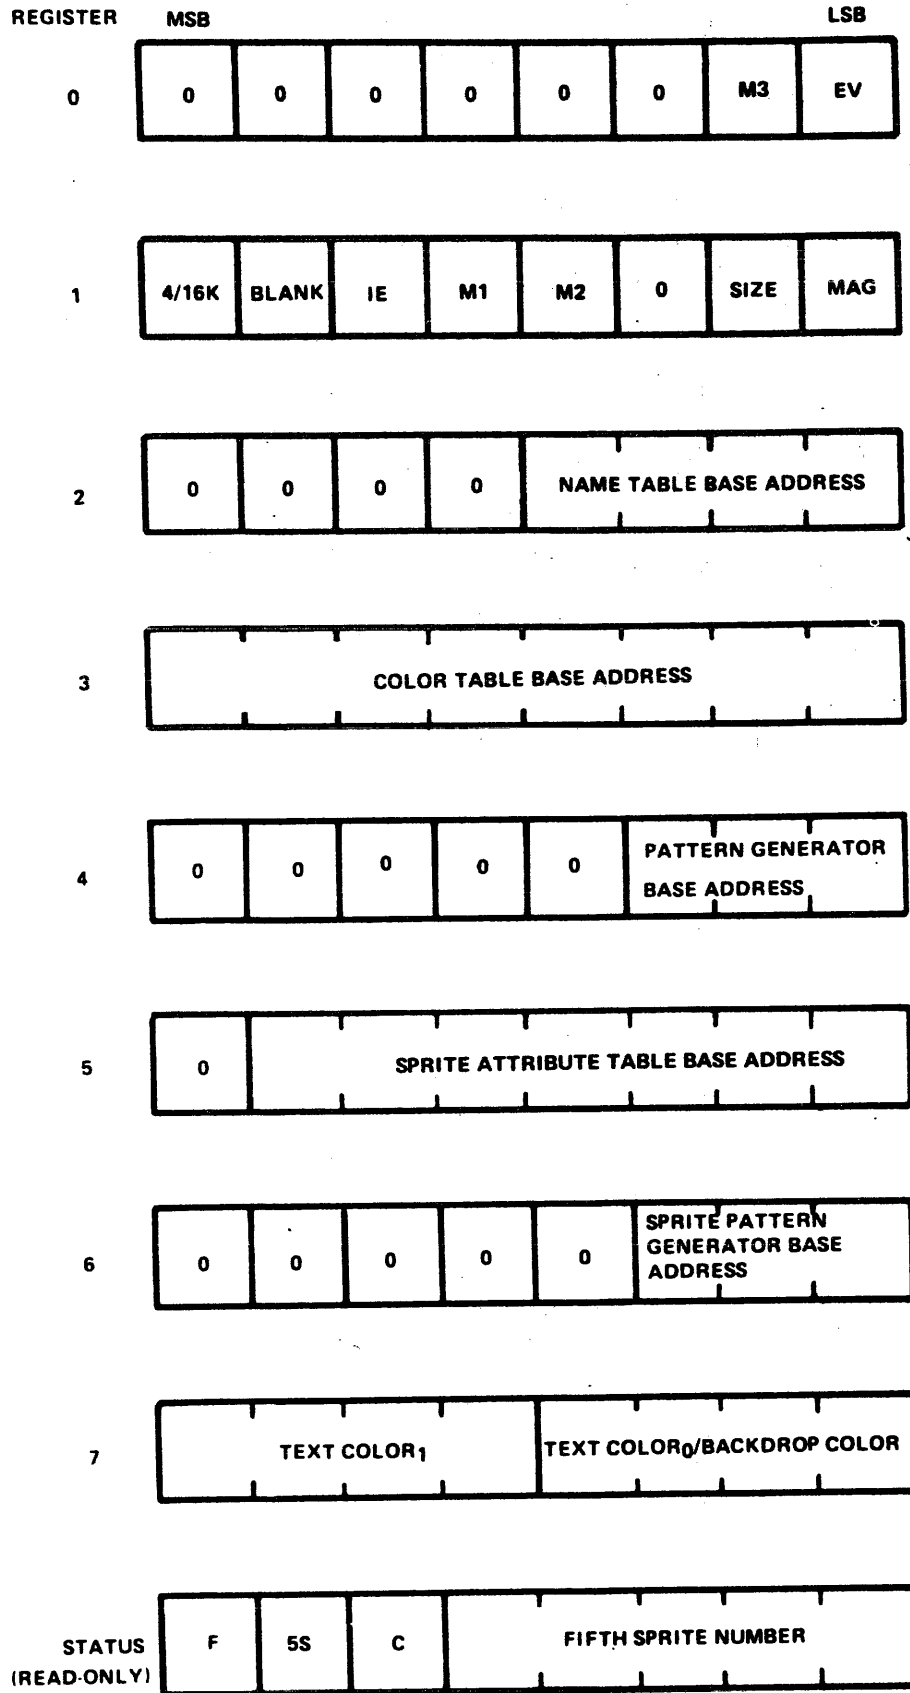 REGISTER MSB LSB
0 0 0 0 0 0 0 M3 EV
1 4/16K BLANK IE M1 M2 0 SIZE MAG
2 0 0 0 0 NAME TABLE BASE ADDRESS
3 COLOR TABLE BASE ADDRESS
4 0 0 0 0 0 PATTERN GENERATOR
BASE ADDRESS
5 0 SPRITE ATTRIBUTE TABLE BASE ADDRESS
6 0 0 0 0 0 SPRITE PATTERN
GENERATOR BASE
ADDRESS
7 TEXT COLOR1 TEXT COLOR0/BACKDROP COLOR
STATUS F 5S C FIFTH SPRITE NUMBER
(READ-ONLY)